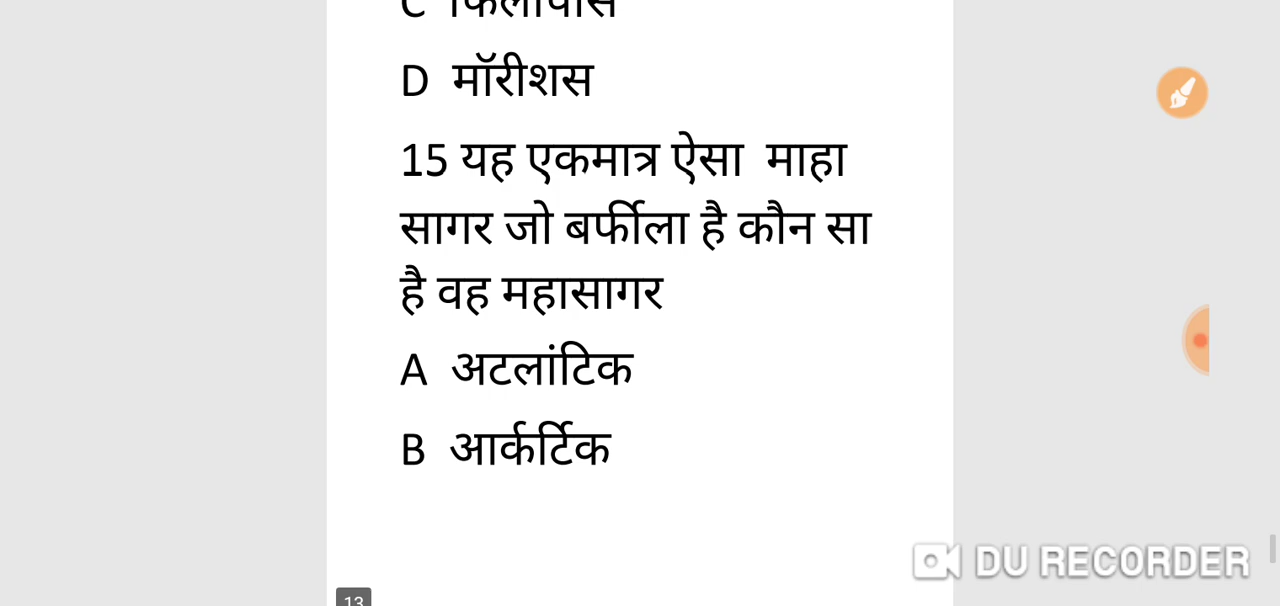 D मॉरीशस
15 यह एकमात्र ऐसा माहा
सागर जो बर्फीला है कौन सा
है वह महासागर
A अटलांटिक
B आर्कर्टिक
DU RECORDER
13